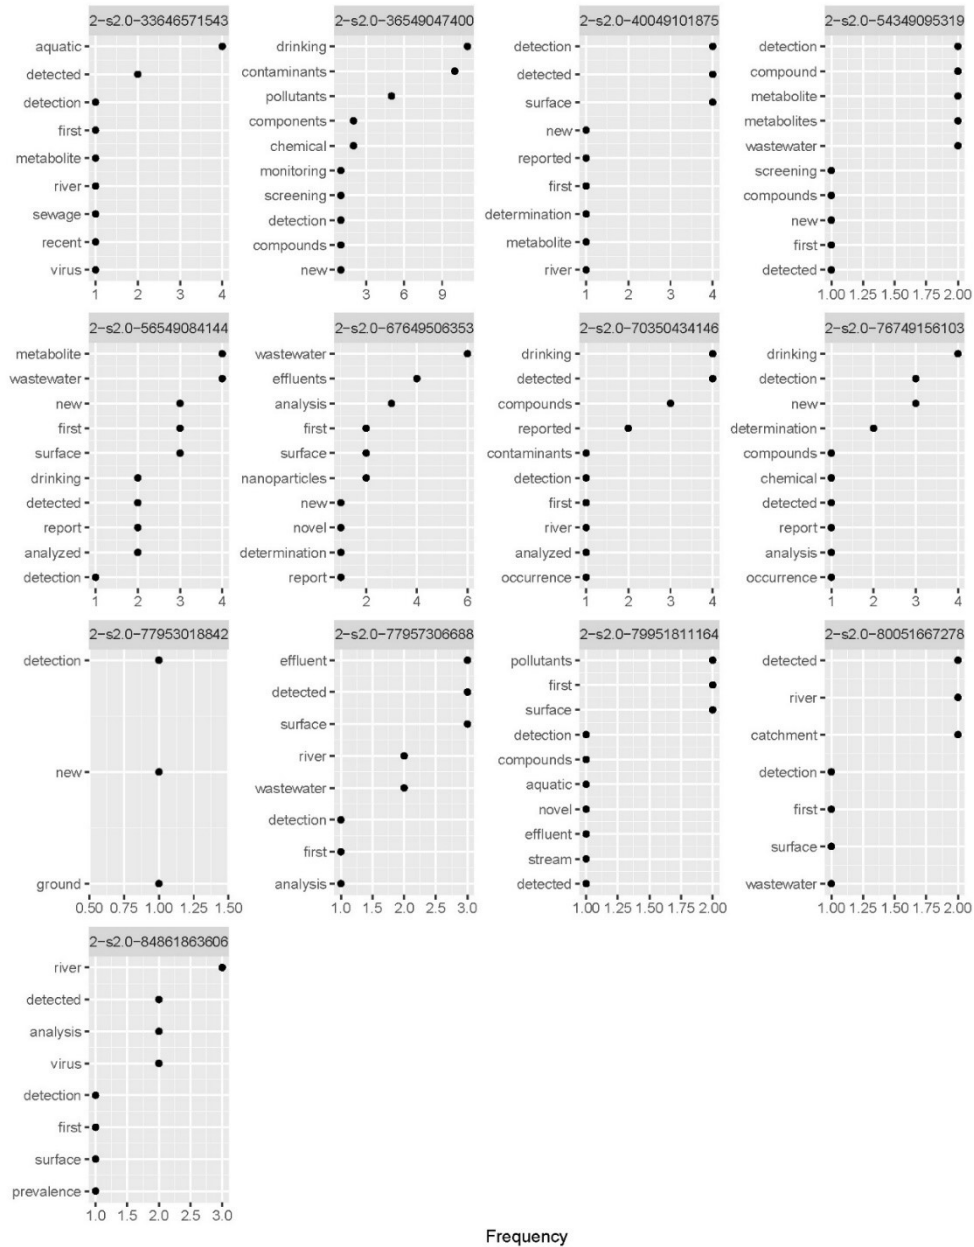 2-s2.0-33646571543
aquatic
detected
detection
first
metabolite
river
sewage
recent
virus
1 2 3 4
2-s2.0-36549047400
drinking
contaminants
pollutants
components
chemical
monitoring
screening
detection
compounds
new
3 6 9
2-s2.0-40049101875
detection
detected
surface
new
reported
first
determination
metabolite
river
1 2 3 4
2-s2.0-54349095319
detection
compound
metabolite
metabolites
wastewater
screening
compounds
new
first
detected
1.00 1.25 1.50 1.75 2.00
2-s2.0-56549084144
metabolite
wastewater
new
first
surface
drinking
detected
report
analyzed
detection
1 2 3 4
2-s2.0-67649506353
wastewater
effluents
analysis
first
surface
nanoparticles
new
novel
determination
report
2 4 6
2-s2.0-70350434146
drinking
detected
compounds
reported
contaminants
detection
first
river
analyzed
occurrence
1 2 3 4
2-s2.0-76749156103
drinking
detection
new
determination
compounds
chemical
detected
report
analysis
occurrence
1 2 3 4
2-s2.0-77953018842
detection
new
ground
0.50 0.75 1.00 1.25 1.50
2-s2.0-77957306688
effluent
detected
surface
river
wastewater
detection
first
analysis
1.0 1.5 2.0 2.5 3.0
2-s2.0-79951811164
pollutants
first
surface
detection
compounds
aquatic
novel
effluent
stream
detected
1.00 1.25 1.50 1.75 2.00
2-s2.0-80051667278
detected
river
catchment
detection
first
surface
wastewater
1.00 1.25 1.50 1.75 2.00
2-s2.0-84861863606
river
detected
analysis
virus
detection
first
surface
prevalence
1.0 1.5 2.0 2.5 3.0
Frequency